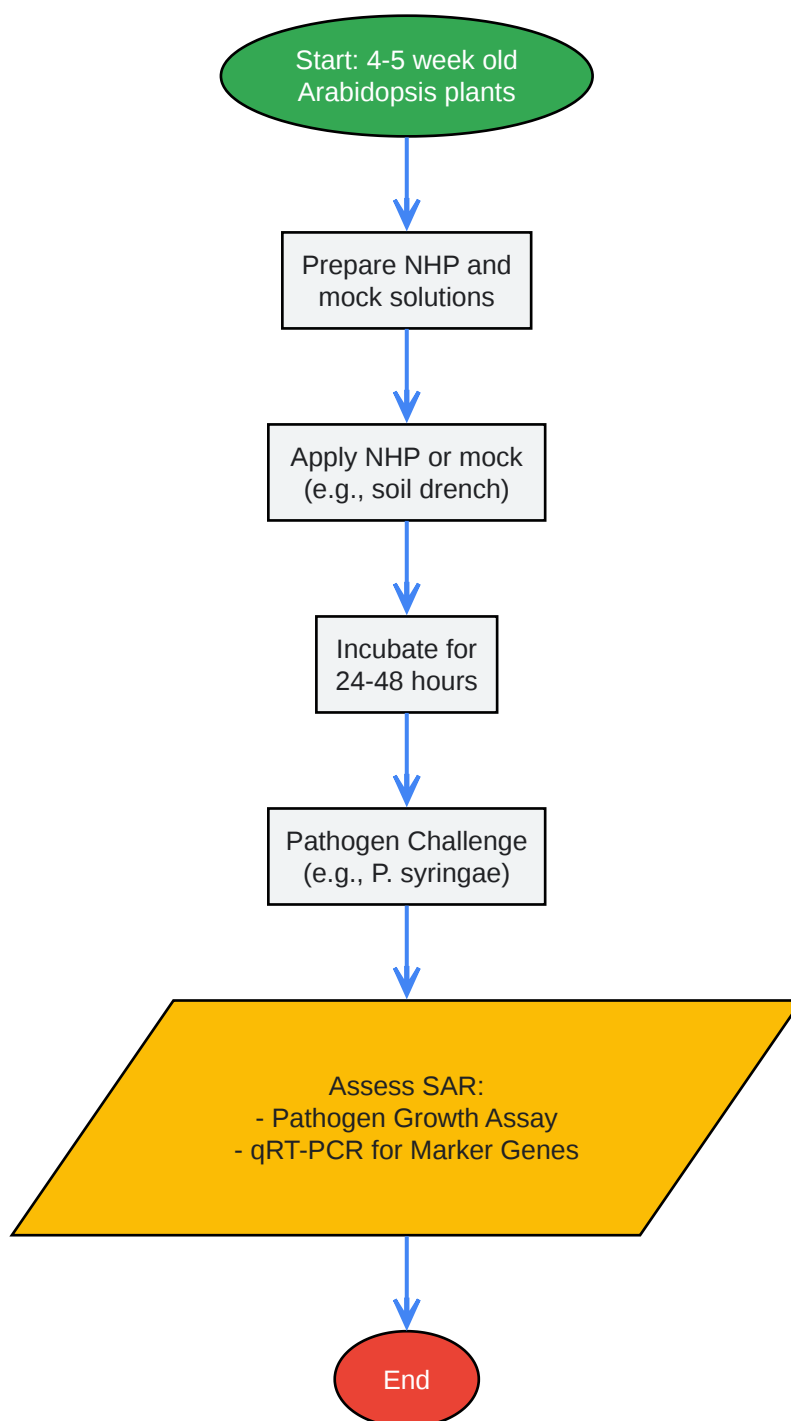 Start: 4-5 week old
Arabidopsis plants
Prepare NHP and
mock solutions
Apply NHP or mock
(e.g., soil drench)
Incubate for
24-48 hours
Pathogen Challenge
(e.g., P. syringae)
Assess SAR:
- Pathogen Growth Assay
- qRT-PCR for Marker Genes
End